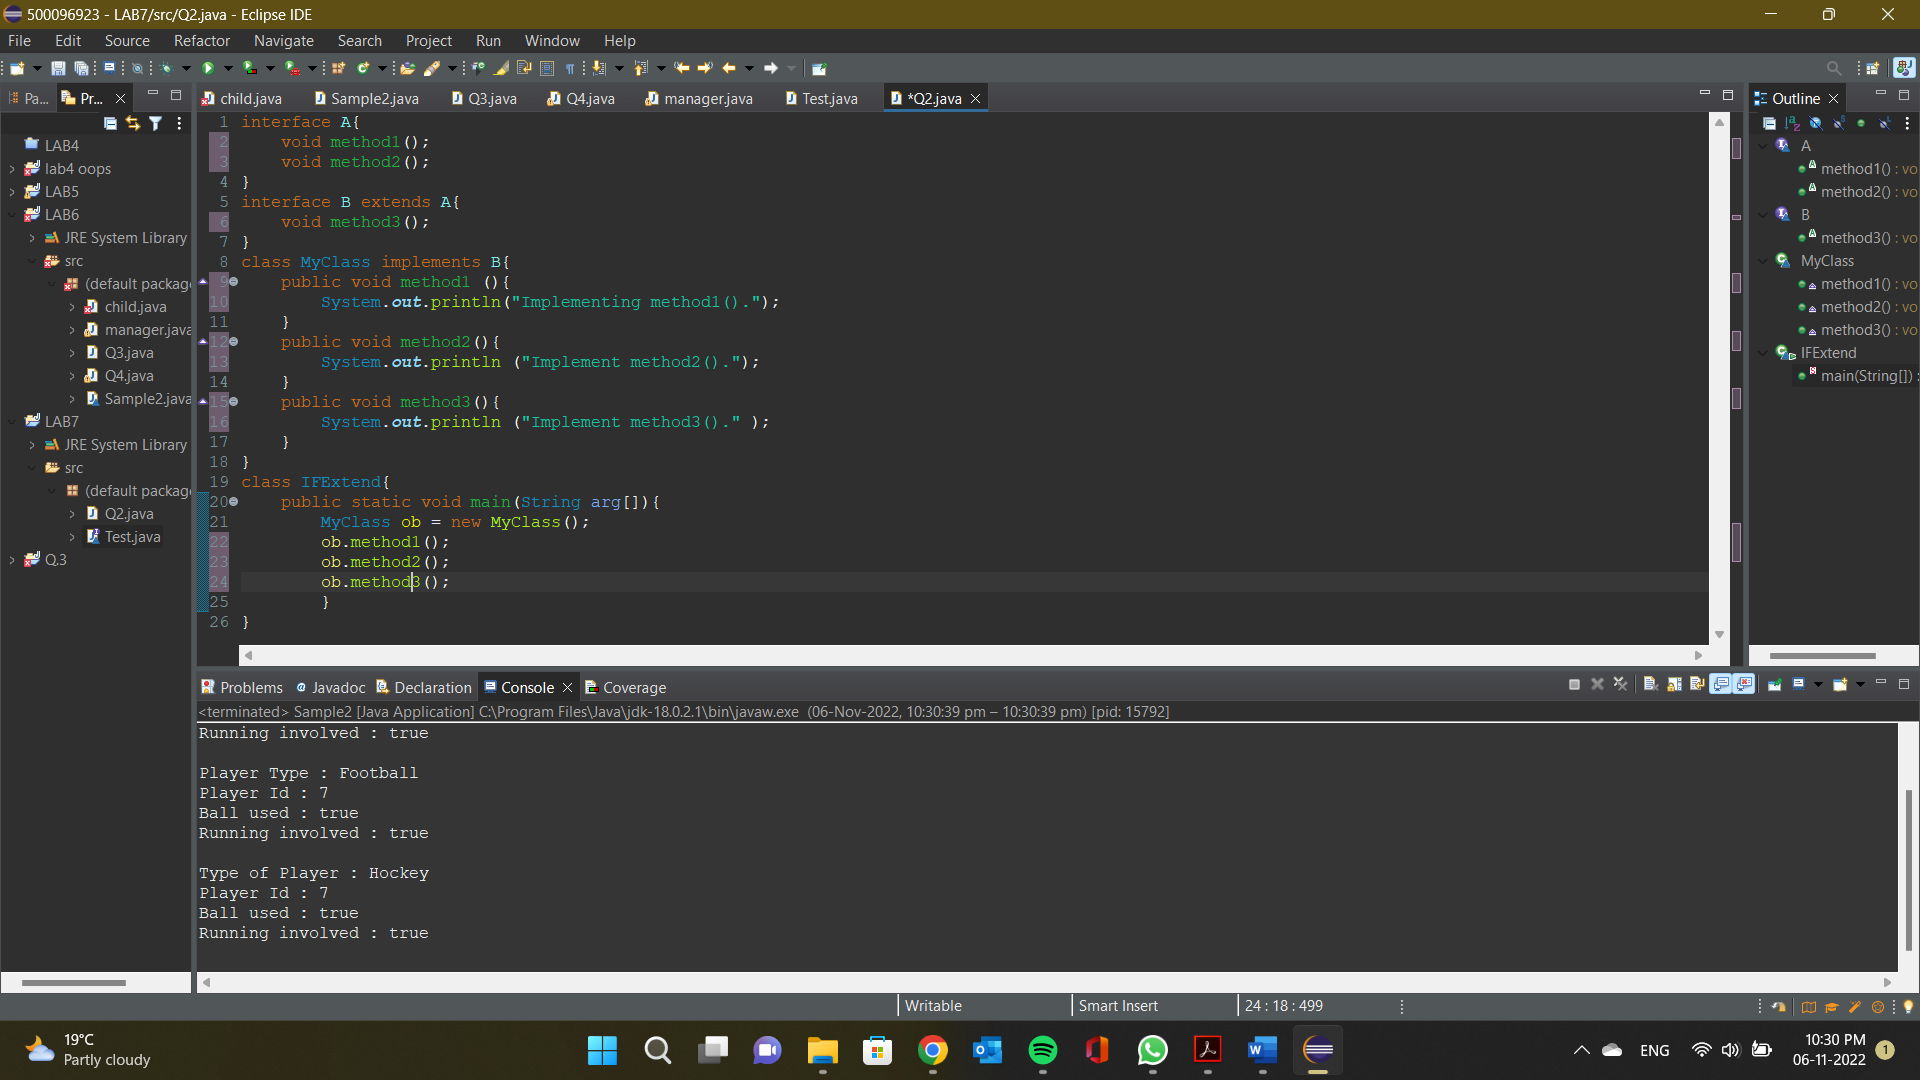 500096923 - LAB7/src/Q2.java - Eclipse IDE
File Edit Source Refactor Navigate Search Project Run Window Help
Pa... Pr...
child.java Sample2.java Q3.java Q4.java manager.java Test.java *Q2.java
Outline
LAB4
lab4 oops
LAB5
LAB6
JRE System Library
src
(default package
child.java
manager.java
Q3.java
Q4.java
Sample2.java
LAB7
JRE System Library
src
(default package
Q2.java
Test.java
Q.3
1 interface A{
2     void method1();
3     void method2();
4 }
5 interface B extends A{
6     void method3();
7 }
8 class MyClass implements B{
9     public void method1 (){
10         System.out.println("Implementing method1().");
11     }
12     public void method2(){
13         System.out.println ("Implement method2().");
14     }
15     public void method3(){
16         System.out.println ("Implement method3()." );
17     }
18 }
19 class IFExtend{
20     public static void main(String arg[]){
21         MyClass ob = new MyClass();
22         ob.method1();
23         ob.method2();
24         ob.method3();
25         }
26 }
A
method1() : vo
method2() : vo
B
method3() : vo
MyClass
method1() : vo
method2() : vo
method3() : vo
IFExtend
main(String[]) :
Problems Javadoc Declaration Console Coverage
<terminated> Sample2 [Java Application] C:\Program Files\Java\jdk-18.0.2.1\bin\javaw.exe (06-Nov-2022, 10:30:39 pm – 10:30:39 pm) [pid: 15792]
Running involved : true
Player Type : Football
Player Id : 7
Ball used : true
Running involved : true
Type of Player : Hockey
Player Id : 7
Ball used : true
Running involved : true
Writable Smart Insert 24 : 18 : 499
19°C
Partly cloudy
ENG
10:30 PM
06-11-2022
1